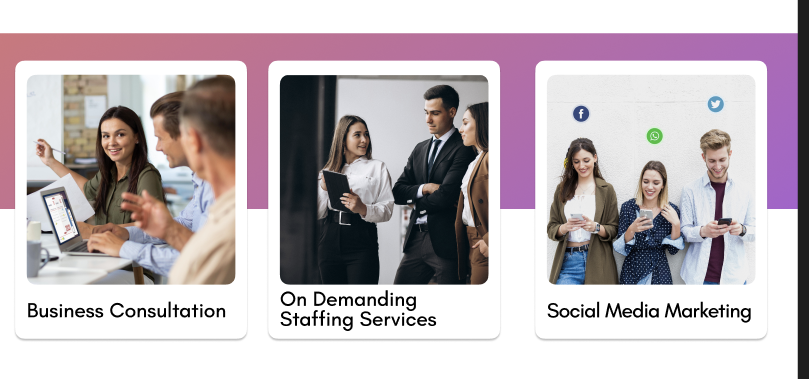 Business Consultation
On Demanding
Staffing Services
Social Media Marketing